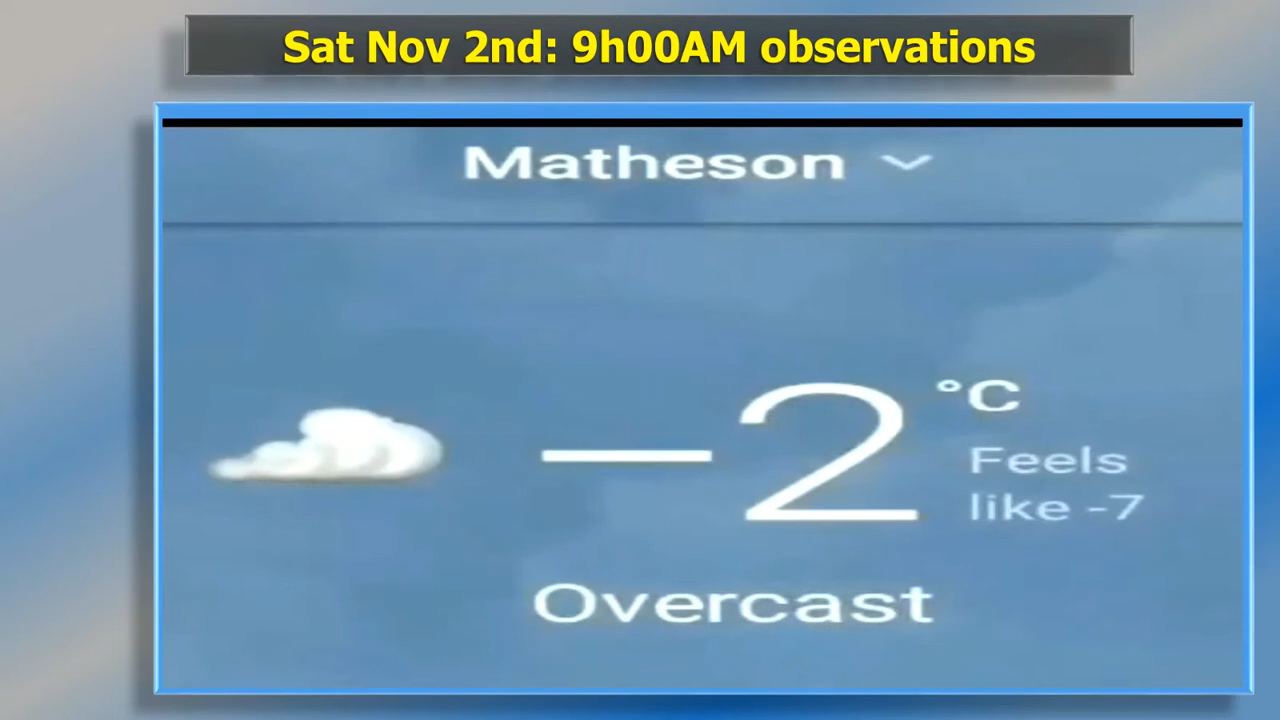 Sat Nov 2nd: 9h00AM observations
Matheson
−2 °C
Feels
like -7
Overcast